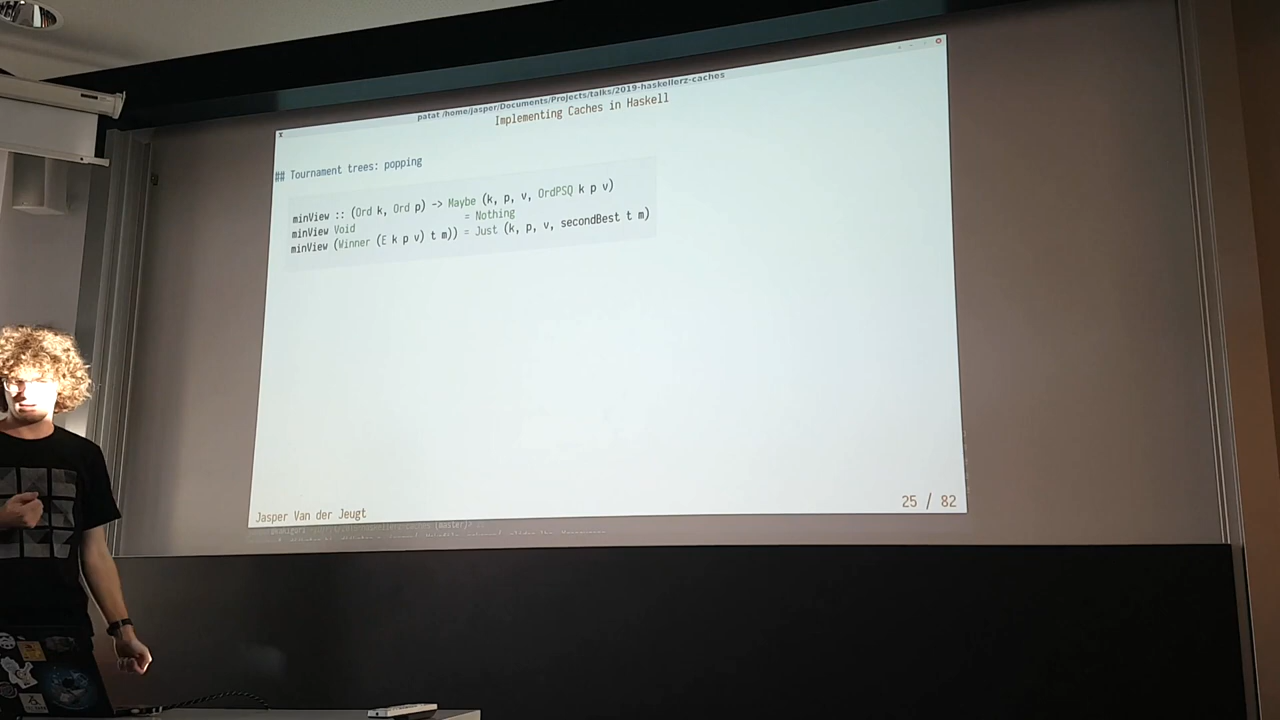 patat /home/jasper/Documents/Projects/talks/2019-haskellerz-caches
Implementing Caches in Haskell
## Tournament trees: popping
minView :: (Ord k, Ord p) -> Maybe (k, p, v, OrdPSQ k p v)
minView Void = Nothing
minView (Winner (E k p v) t m)) = Just (k, p, v, secondBest t m)
Jasper Van der Jeugt
25 / 82